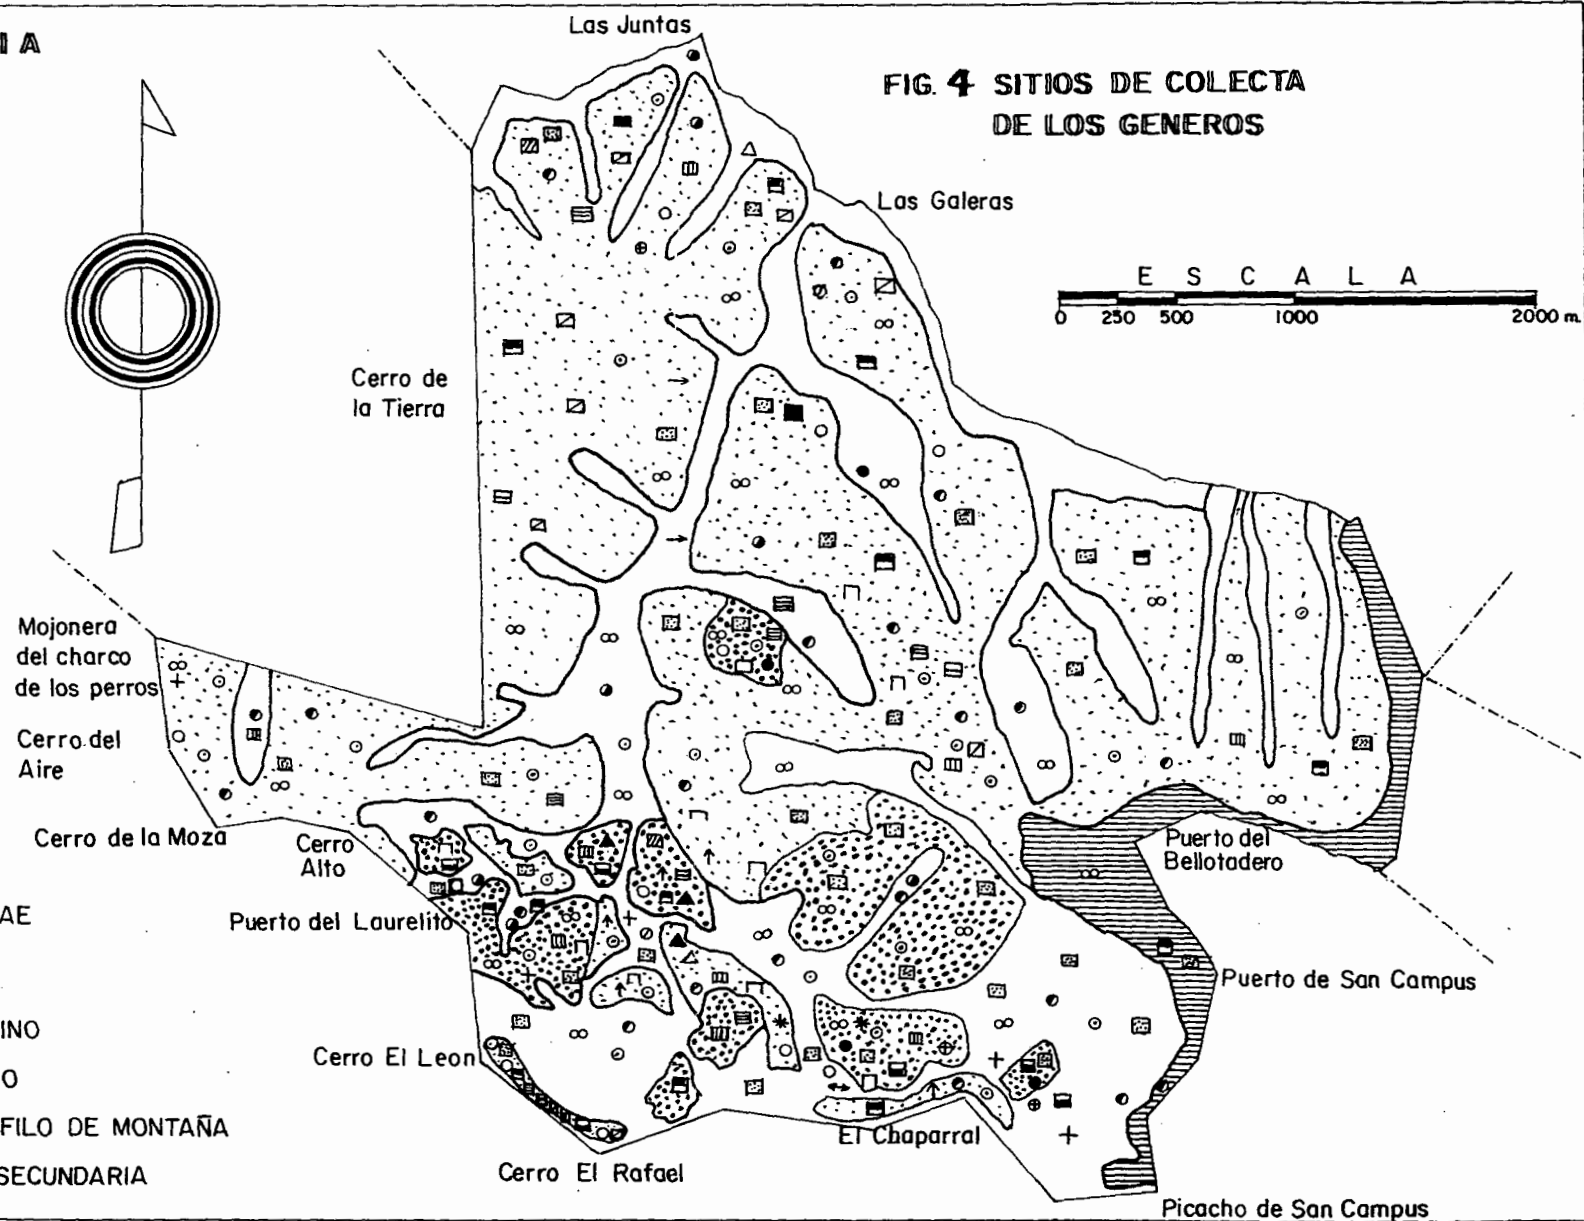 IA
Las Juntas
FIG. 4 SITIOS DE COLECTA
DE LOS GENEROS
Las Galeras
ESCALA
0 250 500 1000 2000 m.
Cerro de
la Tierra
Mojonera
del charco
de los perros
Cerro del
Aire
Cerro de la Moza
Cerro
Alto
Puerto del
Bellotadero
AE
Puerto del Laurelito
Puerto de San Campus
INO
Cerro El Leon
O
FILO DE MONTAÑA
El Chaparral
SECUNDARIA
Cerro El Rafael
Picacho de San Campus